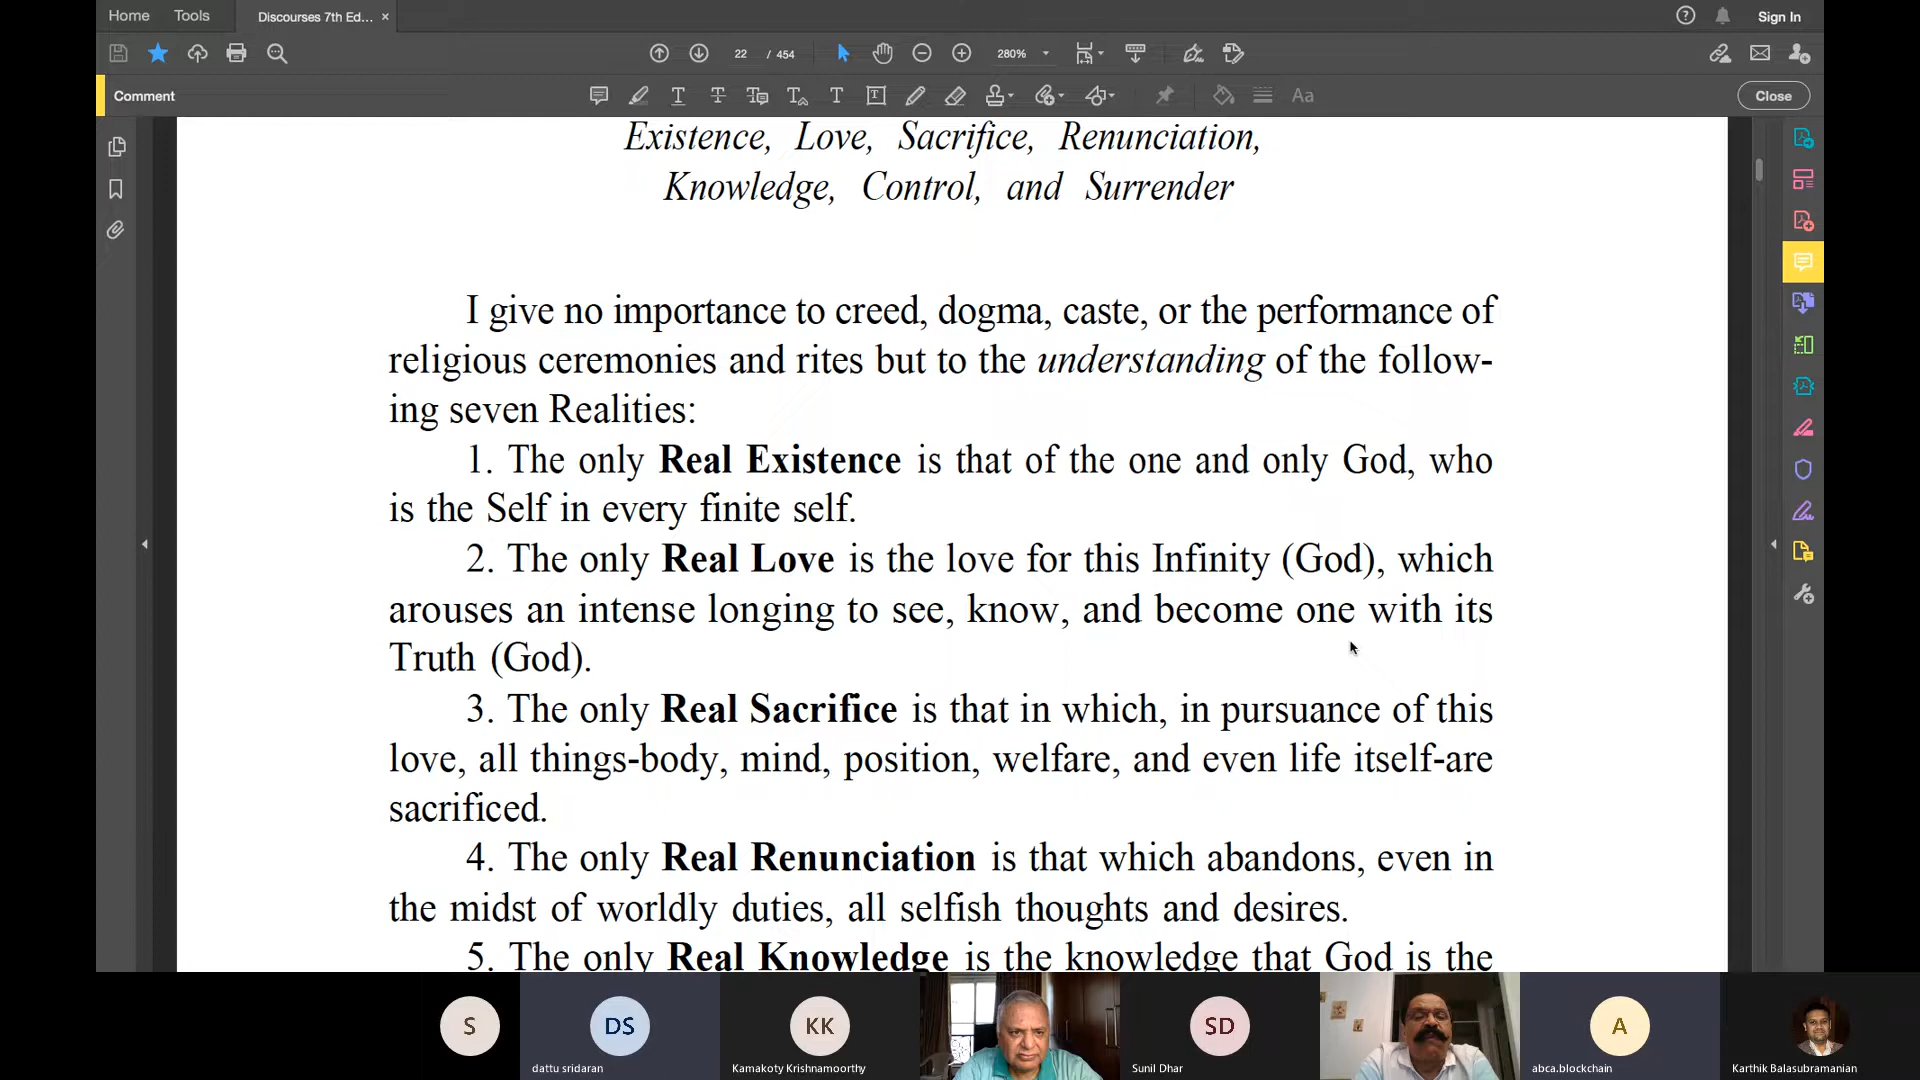 Home Tools Discourses 7th Ed... × Sign In
22 / 454 280%
Comment Close
Existence, Love, Sacrifice, Renunciation,
Knowledge, Control, and Surrender
I give no importance to creed, dogma, caste, or the performance of
religious ceremonies and rites but to the understanding of the follow-
ing seven Realities:
1. The only Real Existence is that of the one and only God, who
is the Self in every finite self.
2. The only Real Love is the love for this Infinity (God), which
arouses an intense longing to see, know, and become one with its
Truth (God).
3. The only Real Sacrifice is that in which, in pursuance of this
love, all things-body, mind, position, welfare, and even life itself-are
sacrificed.
4. The only Real Renunciation is that which abandons, even in
the midst of worldly duties, all selfish thoughts and desires.
5. The only Real Knowledge is the knowledge that God is the
S DS KK SD A
dattu sridaran Kamakoty Krishnamoorthy Sunil Dhar abca.blockchain Karthik Balasubramanian